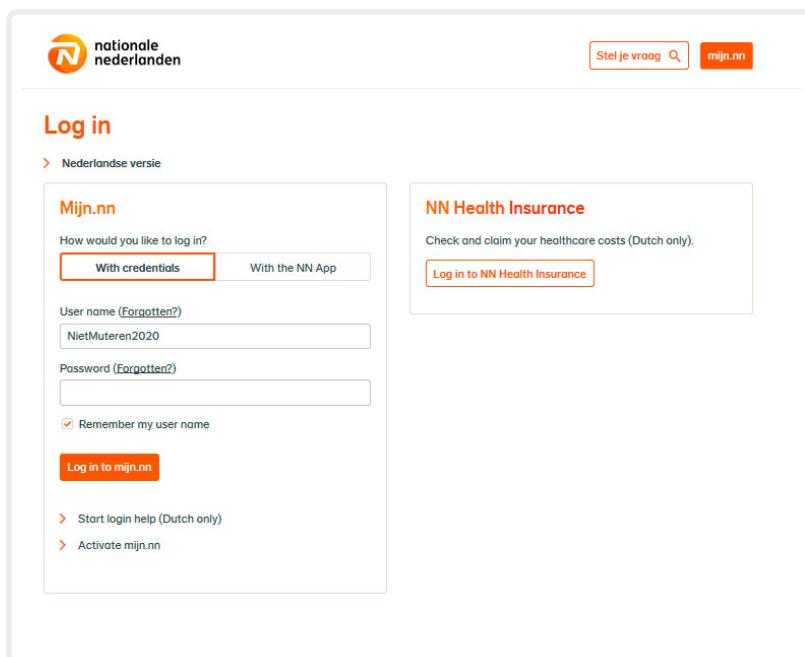 nationale
nederlanden
Stel je vraag
mijn.nn
Log in
Nederlandse versie
Mijn.nn
How would you like to log in?
With credentials
With the NN App
User name (Forgotten?)
NietMuteren2020
Password (Forgotten?)
Remember my user name
Log in to mijn.nn
Start login help (Dutch only)
Activate mijn.nn
NN Health Insurance
Check and claim your healthcare costs (Dutch only).
Log in to NN Health Insurance